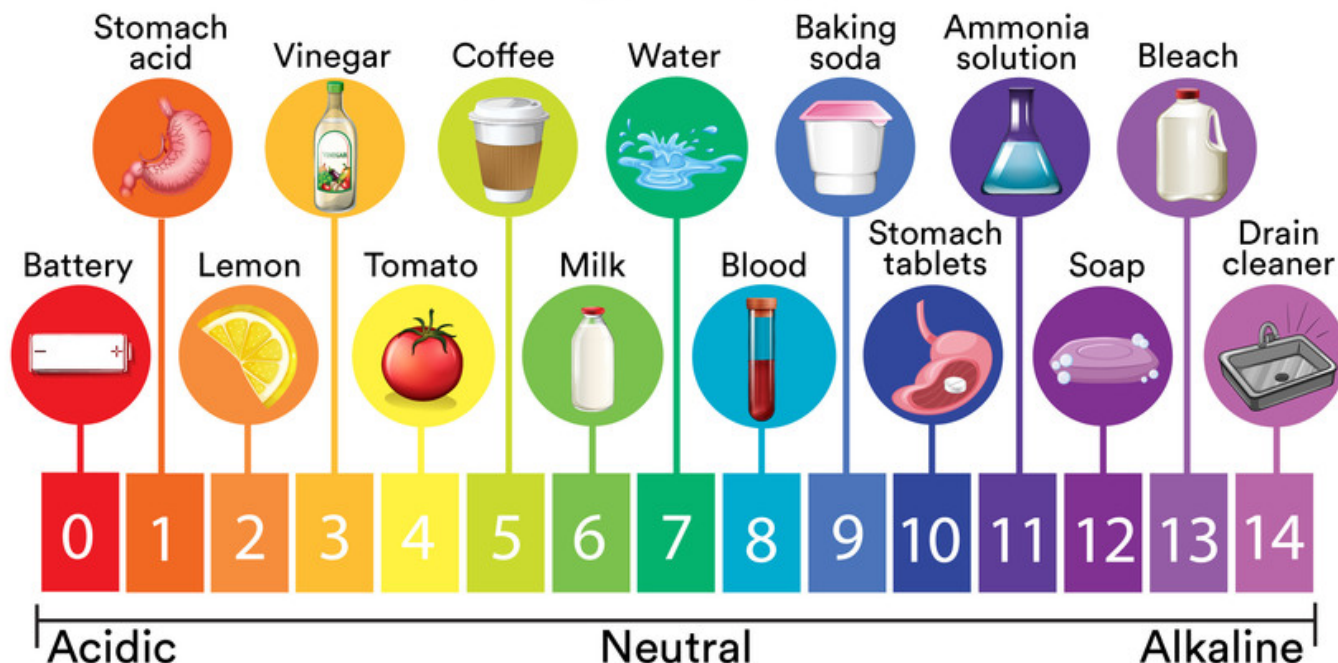 Stomach
acid
Vinegar
Coffee
Water
Baking
soda
Ammonia
solution
Bleach
Battery
Lemon
Tomato
Milk
Blood
Stomach
tablets
Soap
Drain
cleaner
VINEGAR
- +
0 1 2 3 4 5 6 7 8 9 10 11 12 13 14
Acidic Neutral Alkaline